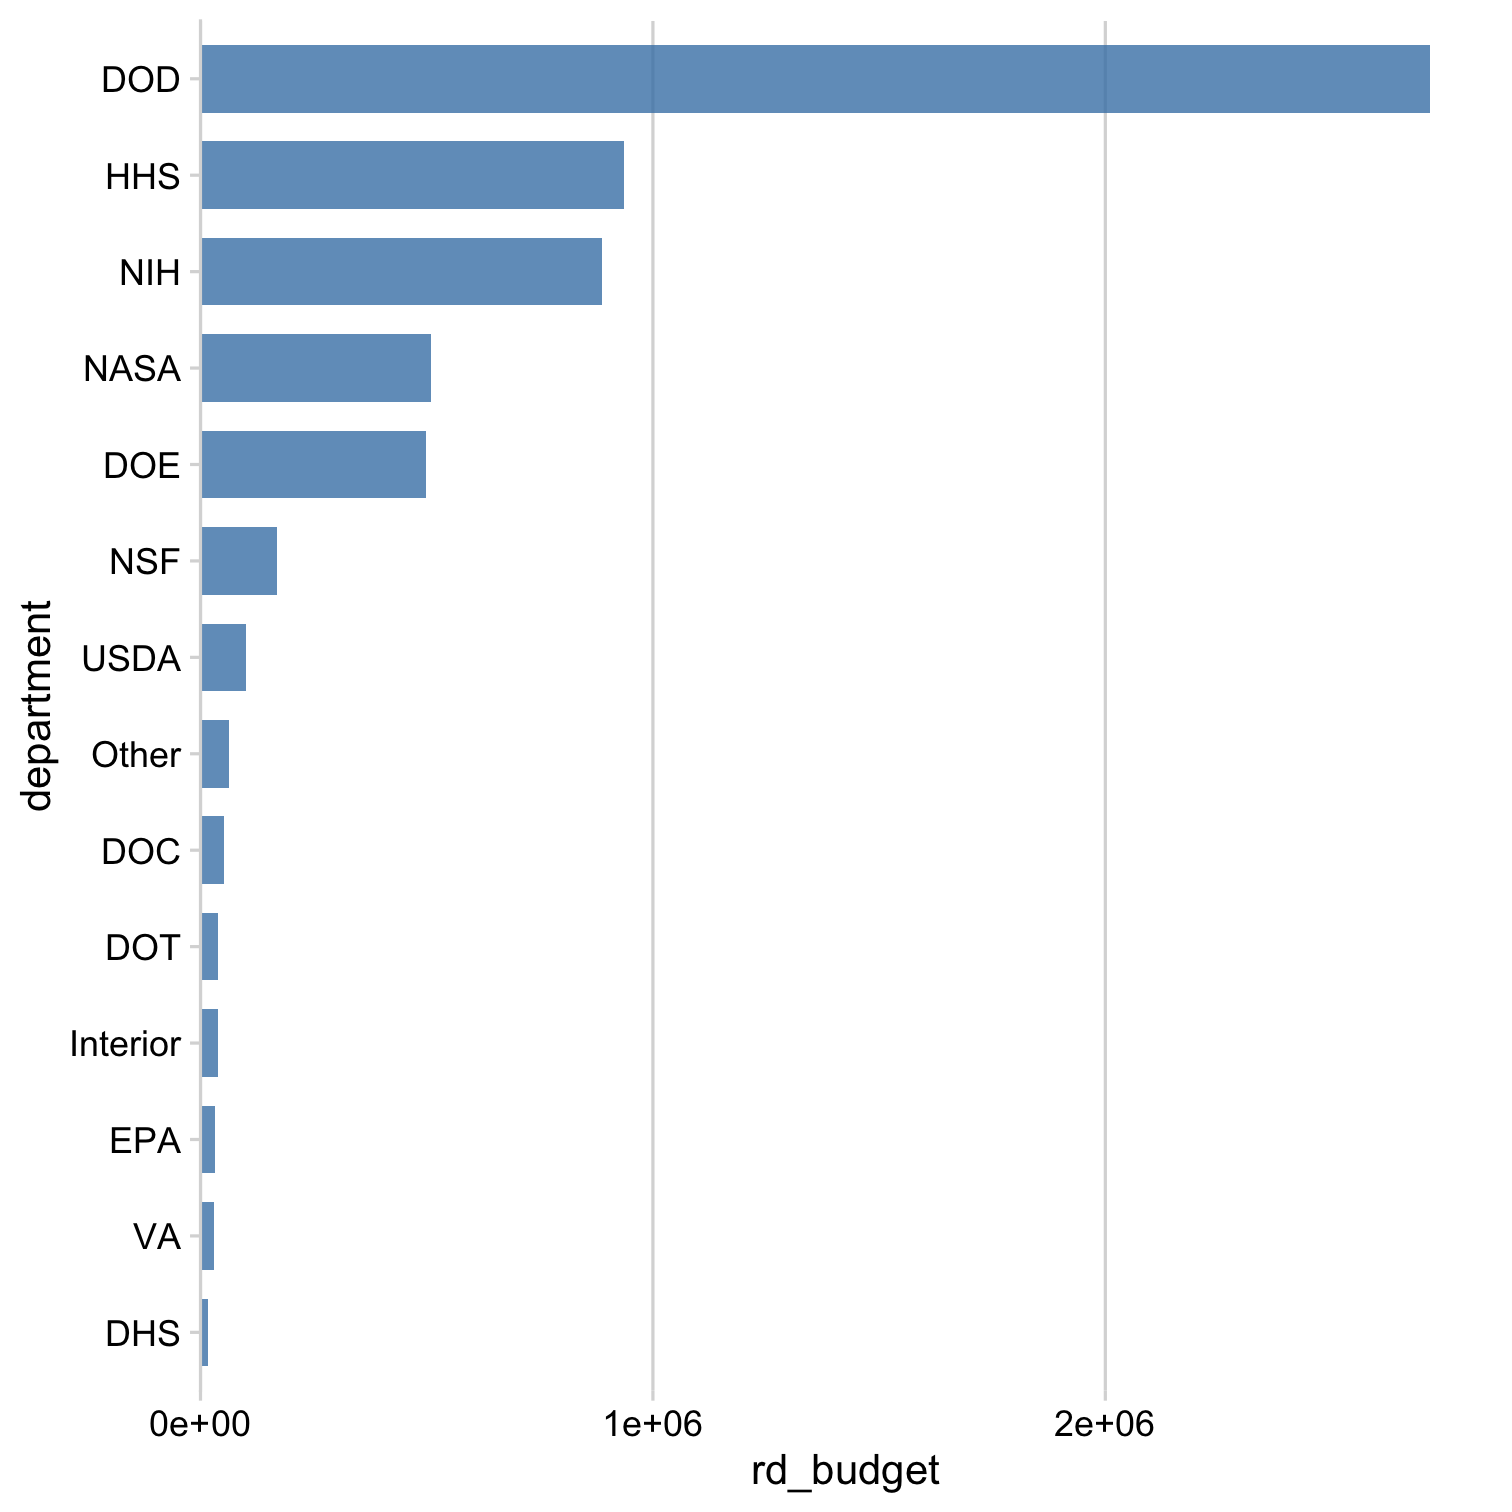 DOD
HHS
NIH
NASA
DOE
NSF
USDA
Other
DOC
DOT
Interior
EPA
VA
DHS
department
0e+00 1e+06 2e+06
rd_budget